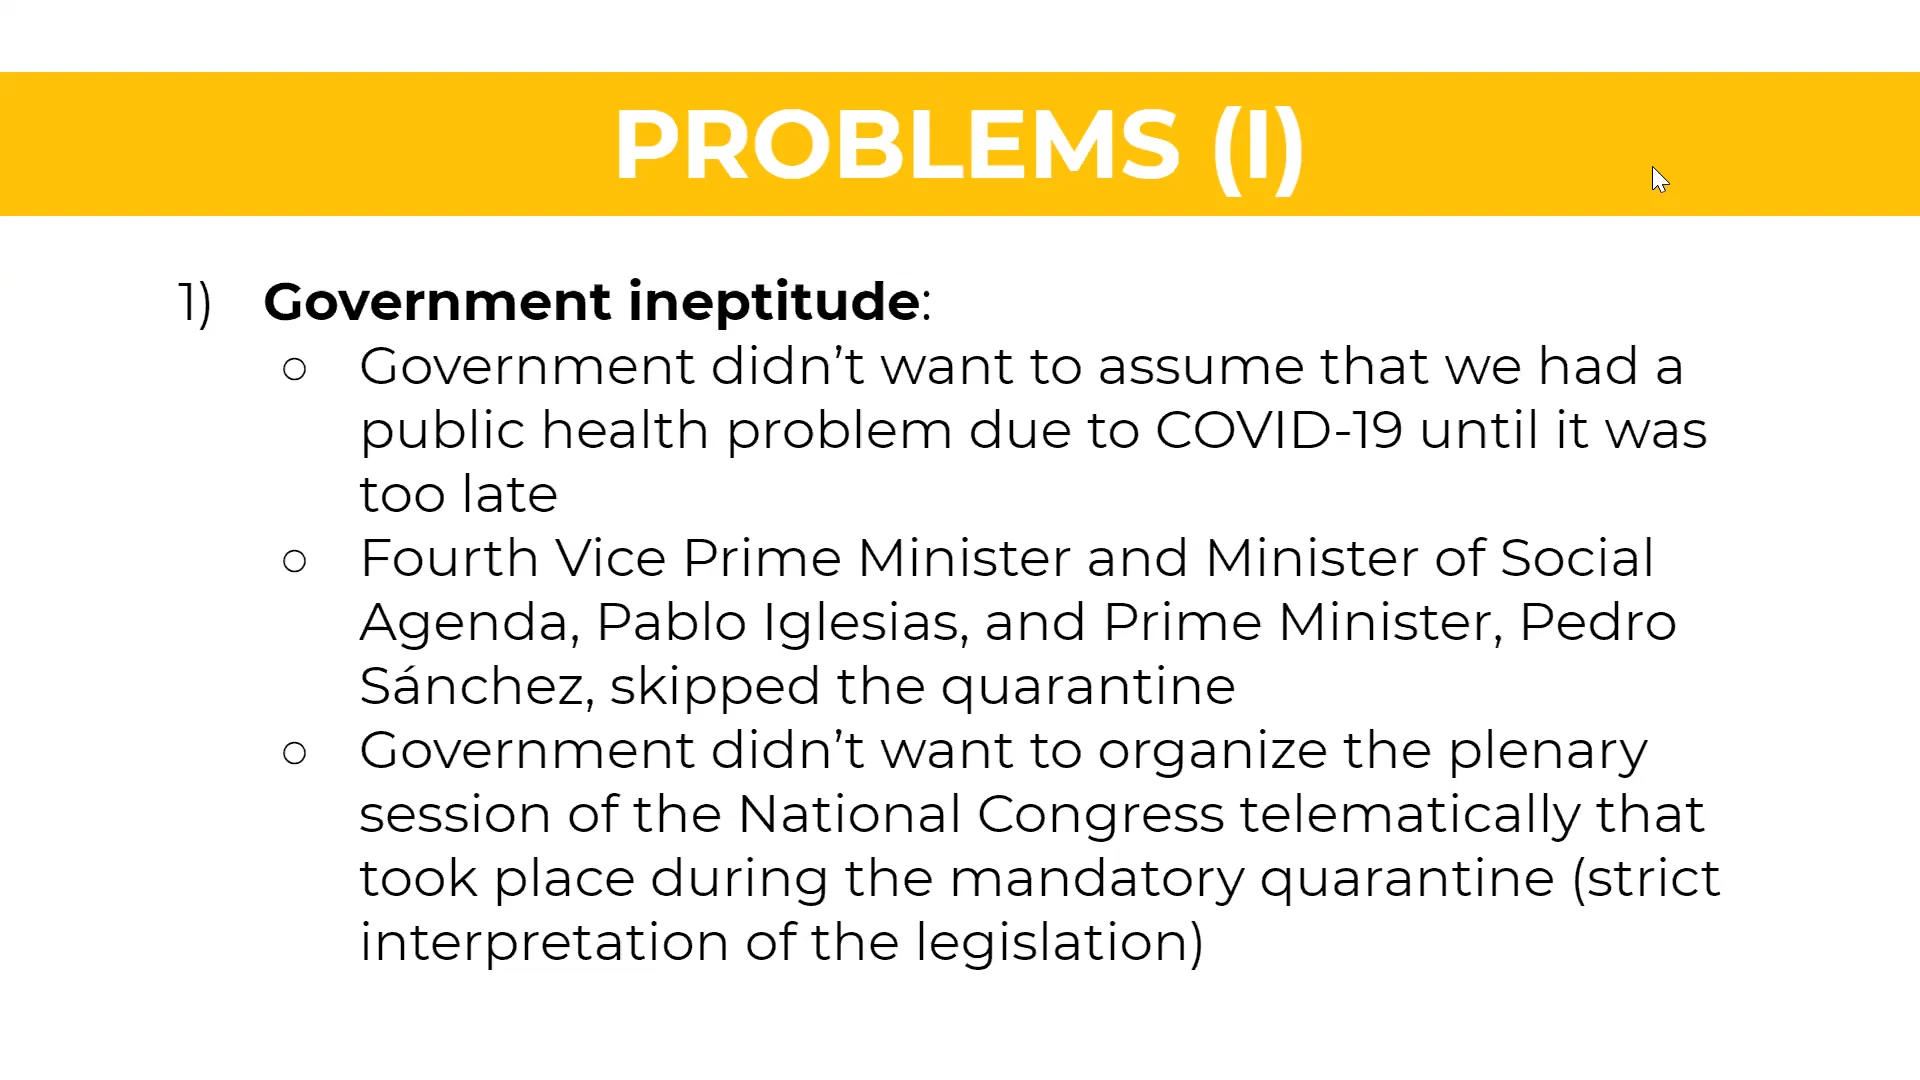 PROBLEMS (I)
1) Government ineptitude:
○ Government didn’t want to assume that we had a
public health problem due to COVID-19 until it was
too late
○ Fourth Vice Prime Minister and Minister of Social
Agenda, Pablo Iglesias, and Prime Minister, Pedro
Sánchez, skipped the quarantine
○ Government didn’t want to organize the plenary
session of the National Congress telematically that
took place during the mandatory quarantine (strict
interpretation of the legislation)